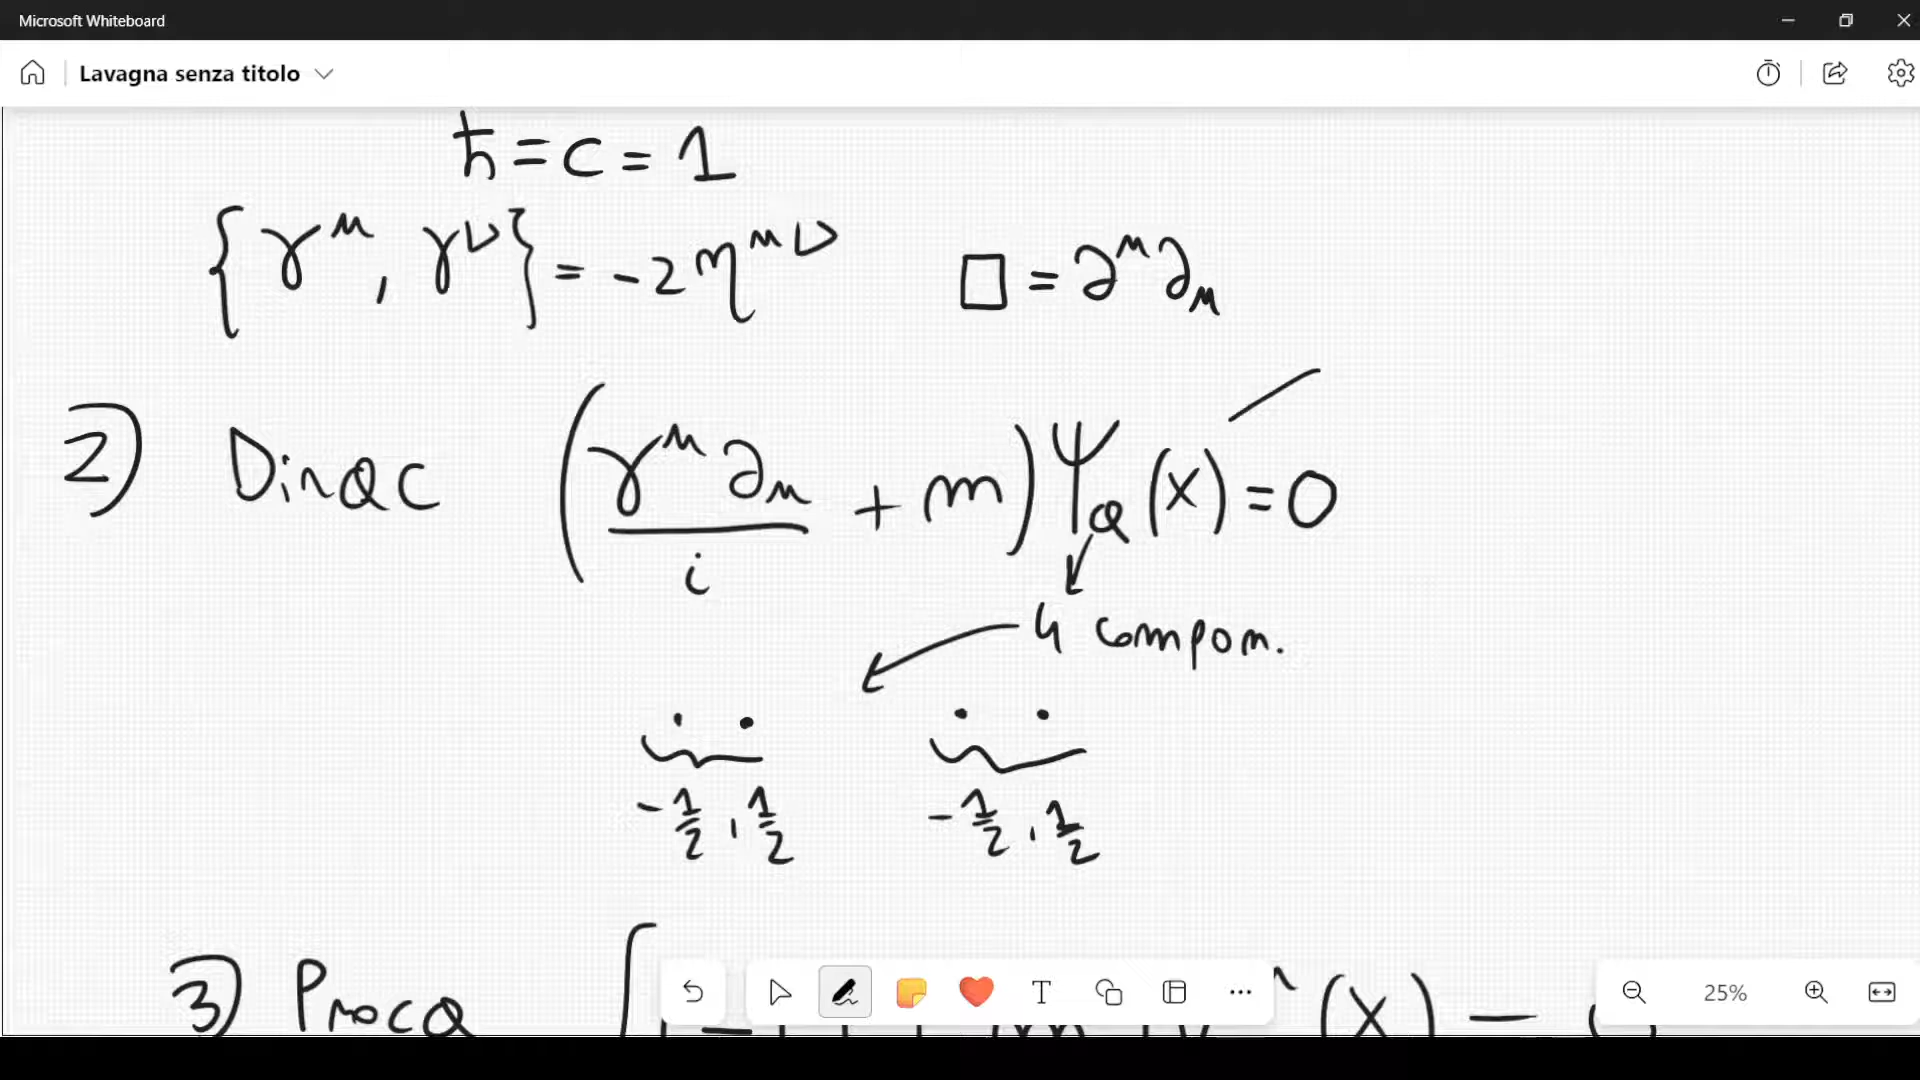 Microsoft Whiteboard
Lavagna senza titolo
ħ = c = 1
{γ^μ, γ^ν} = -2η^{μν}   □ = ∂^μ ∂_μ
2) Dirac (γ^μ ∂_μ / i + m) Ψ_a (x) = 0
4 compon.
-1/2, 1/2   -1/2, 1/2
3) Proca
(x) =
25%